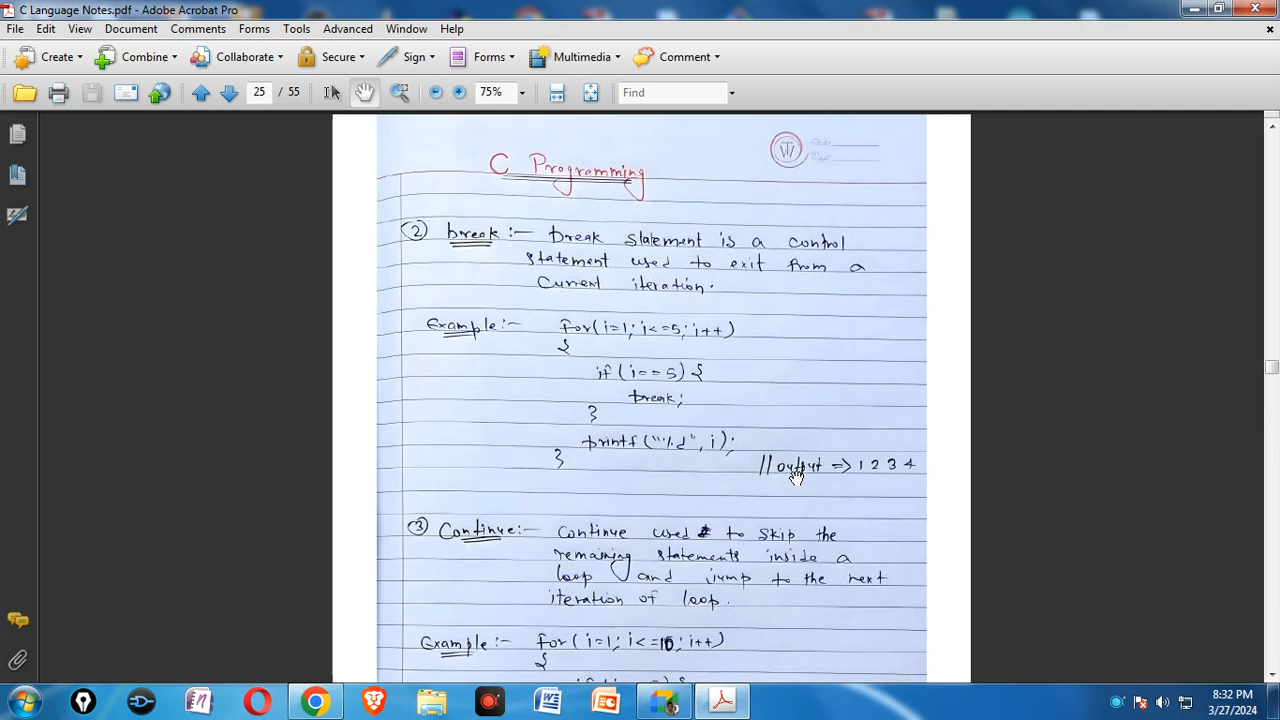 C Language Notes.pdf - Adobe Acrobat Pro
File Edit View Document Comments Forms Tools Advanced Window Help
Create Combine Collaborate Secure Sign Forms Multimedia Comment
25 / 55 75% Find
C Programming
② break :- break statement is a control
statement used to exit from a
current iteration.
Example :- for(i=1; i<=5; i++)
{
if (i==5) {
break;
}
printf("%d", i);
}
//output => 1 2 3 4
③ Continue:- Continue used to skip the
remaining statements inside a
loop and jump to the next
iteration of loop.
Example :- for( i=1; i<=10; i++)
{
8:32 PM
3/27/2024